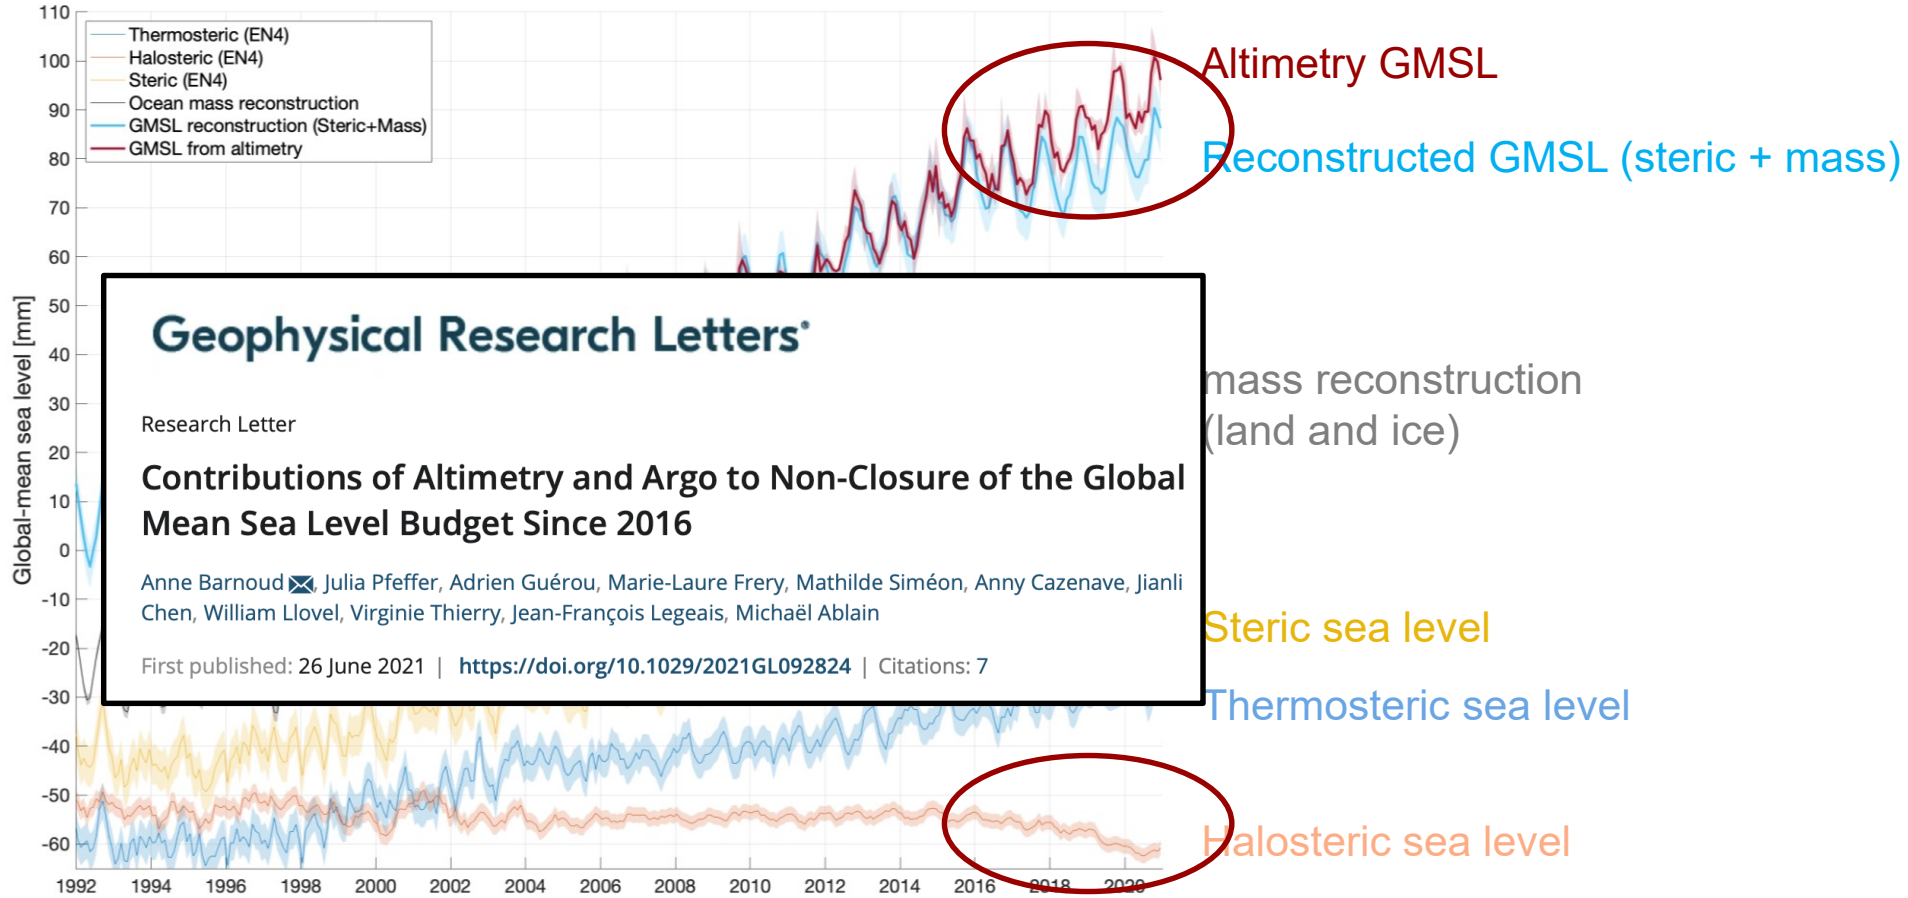 110
100
90
80
70
60
50
40
30
20
10
0
-10
-20
-30
-40
-50
-60
Global-mean sea level [mm]
Thermosteric (EN4)
Halosteric (EN4)
Steric (EN4)
Ocean mass reconstruction
GMSL reconstruction (Steric+Mass)
GMSL from altimetry
Altimetry GMSL
Reconstructed GMSL (steric + mass)
Geophysical Research Letters®
Research Letter
Contributions of Altimetry and Argo to Non-Closure of the Global
Mean Sea Level Budget Since 2016
Anne Barnoud, Julia Pfeffer, Adrien Guérou, Marie-Laure Frery, Mathilde Siméon, Anny Cazenave, Jianli
Chen, William Llovel, Virginie Thierry, Jean-François Legeais, Michaël Ablain
First published: 26 June 2021 | https://doi.org/10.1029/2021GL092824 | Citations: 7
mass reconstruction
(land and ice)
Steric sea level
Thermosteric sea level
Halosteric sea level
1992 1994 1996 1998 2000 2002 2004 2006 2008 2010 2012 2014 2016 2018 2020